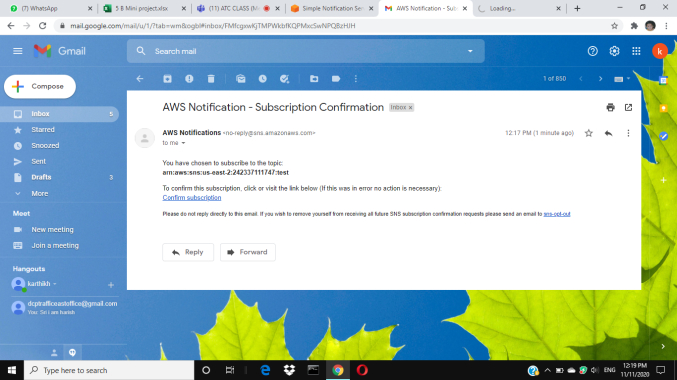 (7) WhatsApp
5 B Mini project.xlsx
ATC CLASS (M
Simple Notification Ser
AWS Notification - Sub
Loading...
mail.google.com/mail/u/1/?tab=wm&ogbl#inbox/FMfcgxwKjTMPWkbfKQPMxcSwNPQBzHJH
Gmail
Search mail
Compose
1 of 850
Inbox 5
Starred
Snoozed
Sent
Drafts 3
More
Meet
New meeting
Join a meeting
Hangouts
karthikh
dcptrafficeastoffice@gmail.com
You: Sri i am harish
AWS Notification - Subscription Confirmation Inbox x
AWS Notifications <no-reply@sns.amazonaws.com>
12:17 PM (1 minute ago)
to me
You have chosen to subscribe to the topic:
arn:aws:sns:us-east-2:242337111747:test
To confirm this subscription, click or visit the link below (If this was in error no action is necessary):
Confirm subscription
Please do not reply directly to this email. If you wish to remove yourself from receiving all future SNS subscription confirmation requests please send an email to sns-opt-out
Reply
Forward
Type here to search
ENG
12:19 PM
11/11/2020